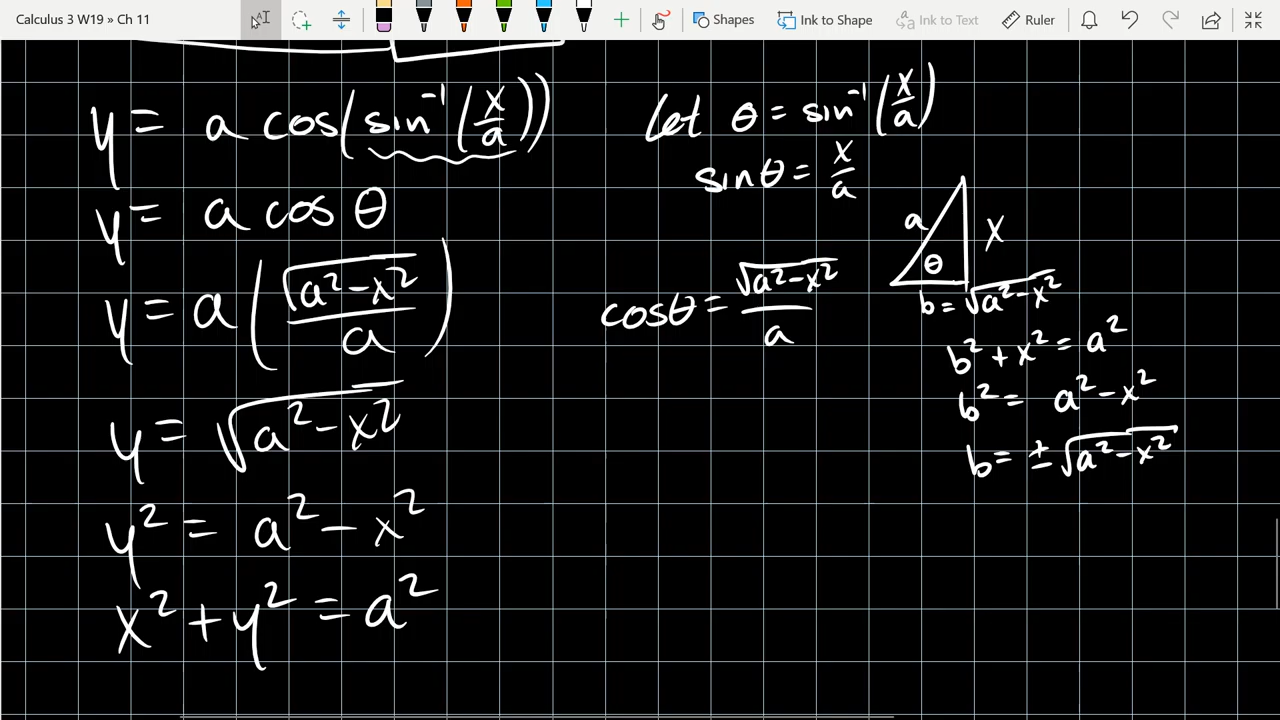 Calculus 3 W19 » Ch 11
Shapes
Ink to Shape
Ink to Text
Ruler
y = a cos(sin⁻¹(x/a))
y = a cos θ
y = a(√(a²-x²)/a)
y = √(a²-x²)
y² = a²-x²
x² + y² = a²
Let θ = sin⁻¹(x/a)
sinθ = x/a
cosθ = √(a²-x²)/a
a
x
θ
b = √(a²-x²)
b² + x² = a²
b² = a²-x²
b = ±√(a²-x²)